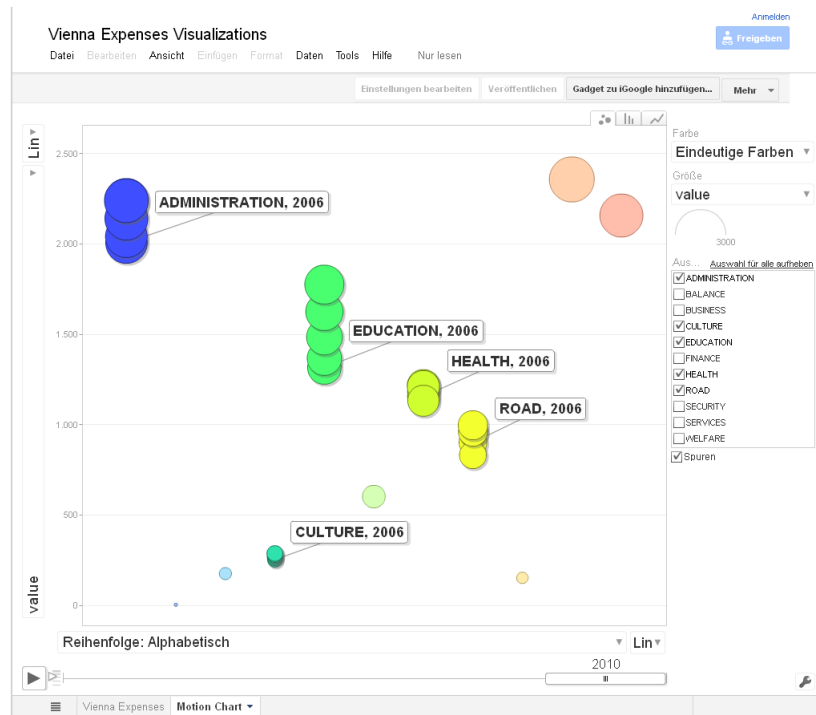 Anmelden
Vienna Expenses Visualizations
Freigeben
Datei Bearbeiten Ansicht Einfügen Format Daten Tools Hilfe Nur lesen
Einstellungen bearbeiten Veröffentlichen Gadget zu iGoogle hinzufügen... Mehr
Lin
2.500
2.000
1.500
1.000
500
0
value
ADMINISTRATION, 2006
EDUCATION, 2006
HEALTH, 2006
ROAD, 2006
CULTURE, 2006
Farbe
Eindeutige Farben
Größe
value
3000
Aus... Auswahl für alle aufheben
ADMINISTRATION
BALANCE
BUSINESS
CULTURE
EDUCATION
FINANCE
HEALTH
ROAD
SECURITY
SERVICES
WELFARE
Spuren
Reihenfolge: Alphabetisch Lin
2010
Vienna Expenses Motion Chart